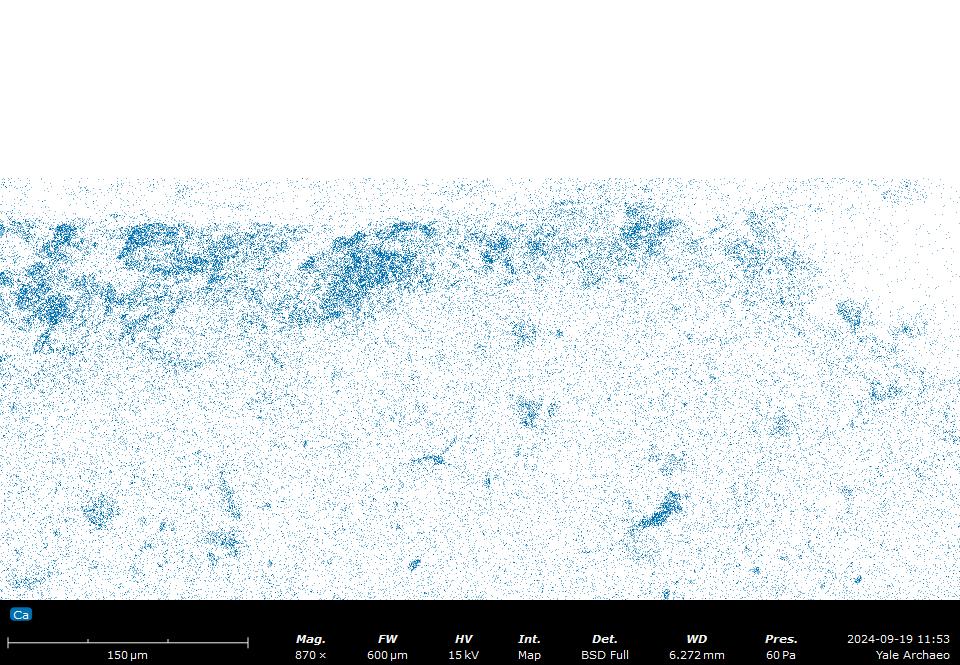 Ca
Mag. FW HV Int. Det. WD Pres. 2024-09-19 11:53
150 µm 870 × 600 µm 15 kV Map BSD Full 6.272 mm 60 Pa Yale Archaeo